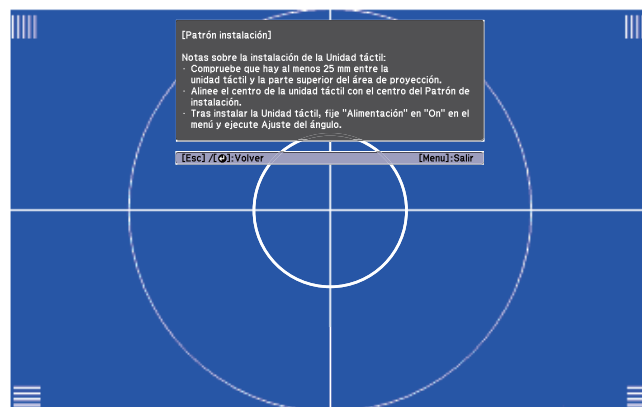 [Patrón instalación]
Notas sobre la instalación de la Unidad táctil:
· Compruebe que hay al menos 25 mm entre la
unidad táctil y la parte superior del área de proyección.
· Alinee el centro de la unidad táctil con el centro del Patrón de
instalación.
· Tras instalar la Unidad táctil, fije "Alimentación" en "On" en el
menú y ejecute Ajuste del ángulo.
[Esc] /[⏎]:Volver [Menu]:Salir